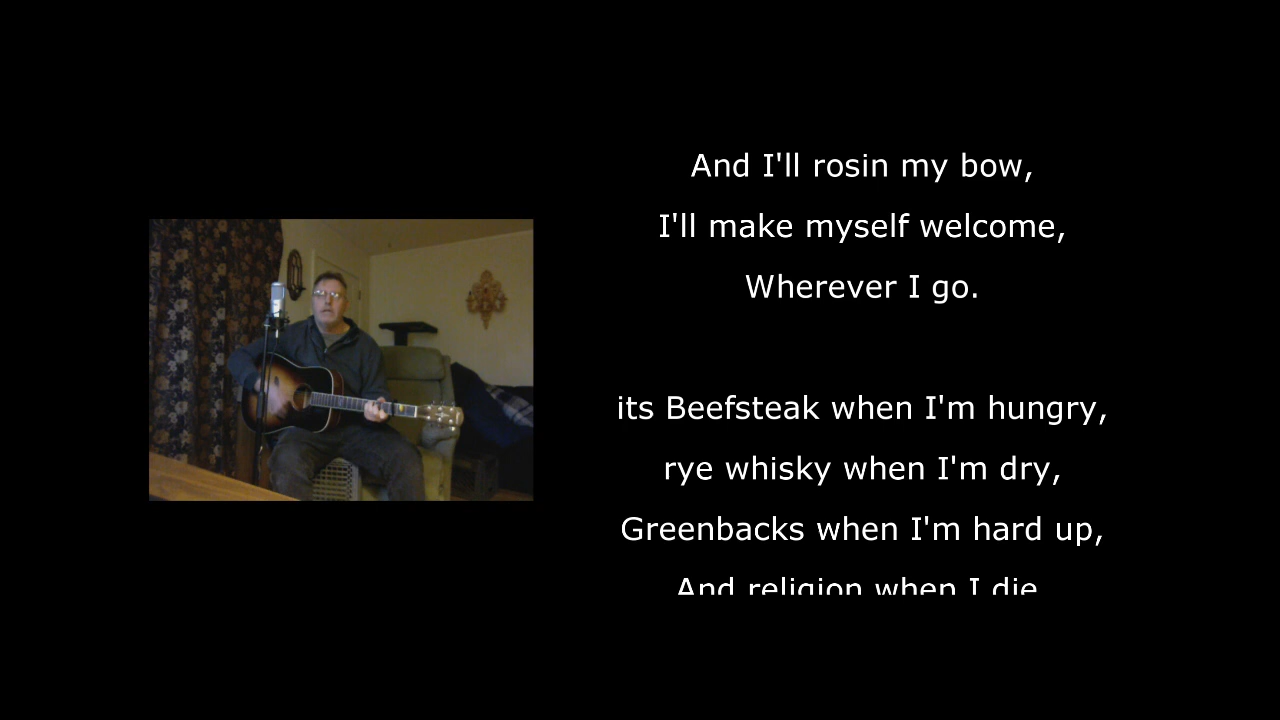 And I'll rosin my bow,
I'll make myself welcome,
Wherever I go.
its Beefsteak when I'm hungry,
rye whisky when I'm dry,
Greenbacks when I'm hard up,
And religion when I die